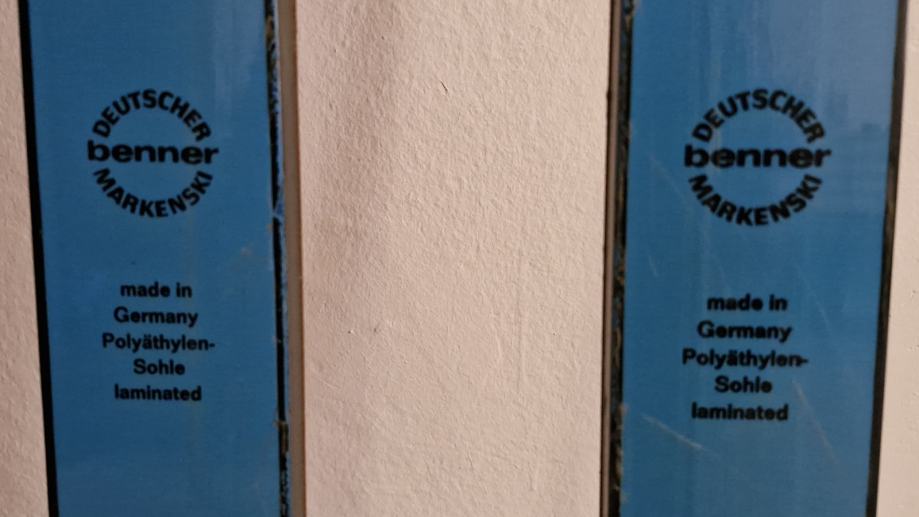 DEUTSCHER
benner
MARKENSKI
made in
Germany
Polyäthylen-
Sohle
laminated
DEUTSCHER
benner
MARKENSKI
made in
Germany
Polyäthylen-
Sohle
laminated